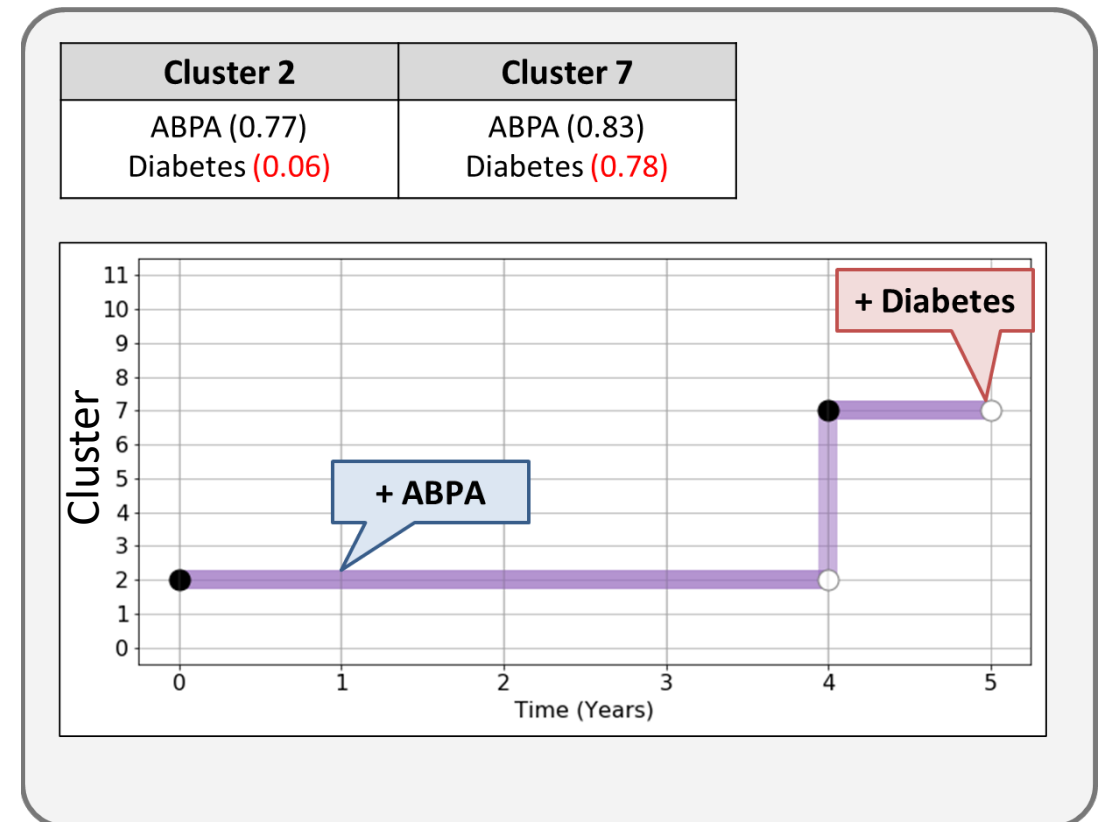 Cluster 2 Cluster 7
ABPA (0.77) ABPA (0.83)
Diabetes (0.06) Diabetes (0.78)
11
10
9
8
7
6
5
4
3
2
1
0
Cluster
+ Diabetes
+ ABPA
0 1 2 3 4 5
Time (Years)